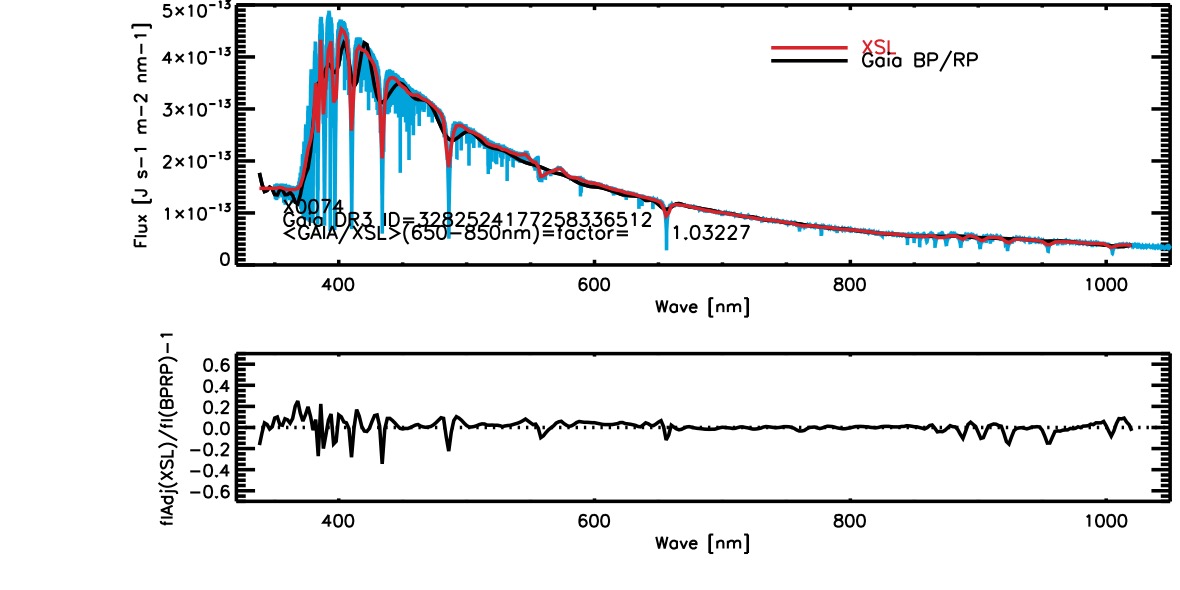 5×10⁻¹³
4×10⁻¹³
3×10⁻¹³
2×10⁻¹³
1×10⁻¹³
0
Flux [J s−1 m−2 nm−1]
XSL
Gaia BP/RP
X0074
Gaia DR3 ID=3282524177258336512
<GAIA/XSL>(650−850nm)=factor= 1.03227
400 600 800 1000
Wave [nm]
flAdj(XSL)/fl(BPRP)−1
0.6
0.4
0.2
0.0
−0.2
−0.4
−0.6
400 600 800 1000
Wave [nm]